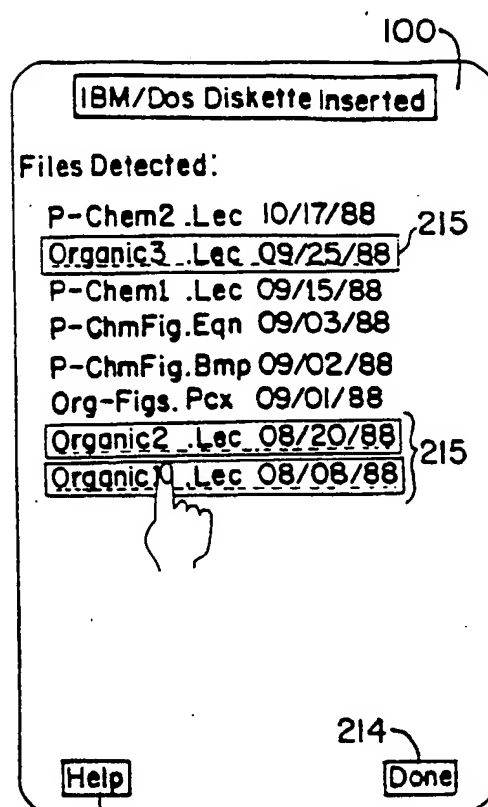 100
IBM/Dos Diskette Inserted
Files Detected:
P-Chem2 .Lec 10/17/88
Organic3 .Lec 09/25/88 215
P-Chem1 .Lec 09/15/88
P-ChmFig.Eqn 09/03/88
P-ChmFig.Bmp 09/02/88
Org-Figs. Pcx 09/01/88
Organic2 .Lec 08/20/88
215
.Lec 08/08/88
214
Help Done